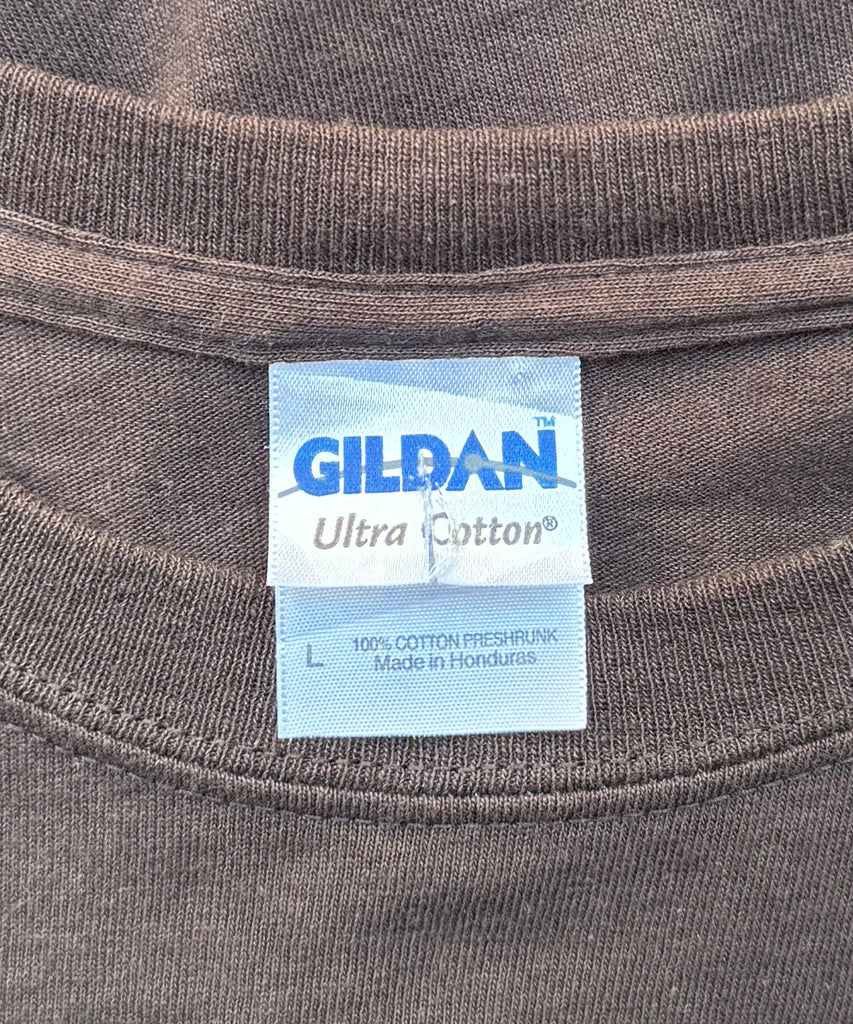 GILDAN™
Ultra Cotton®
L
100% COTTON PRESHRUNK
Made in Honduras